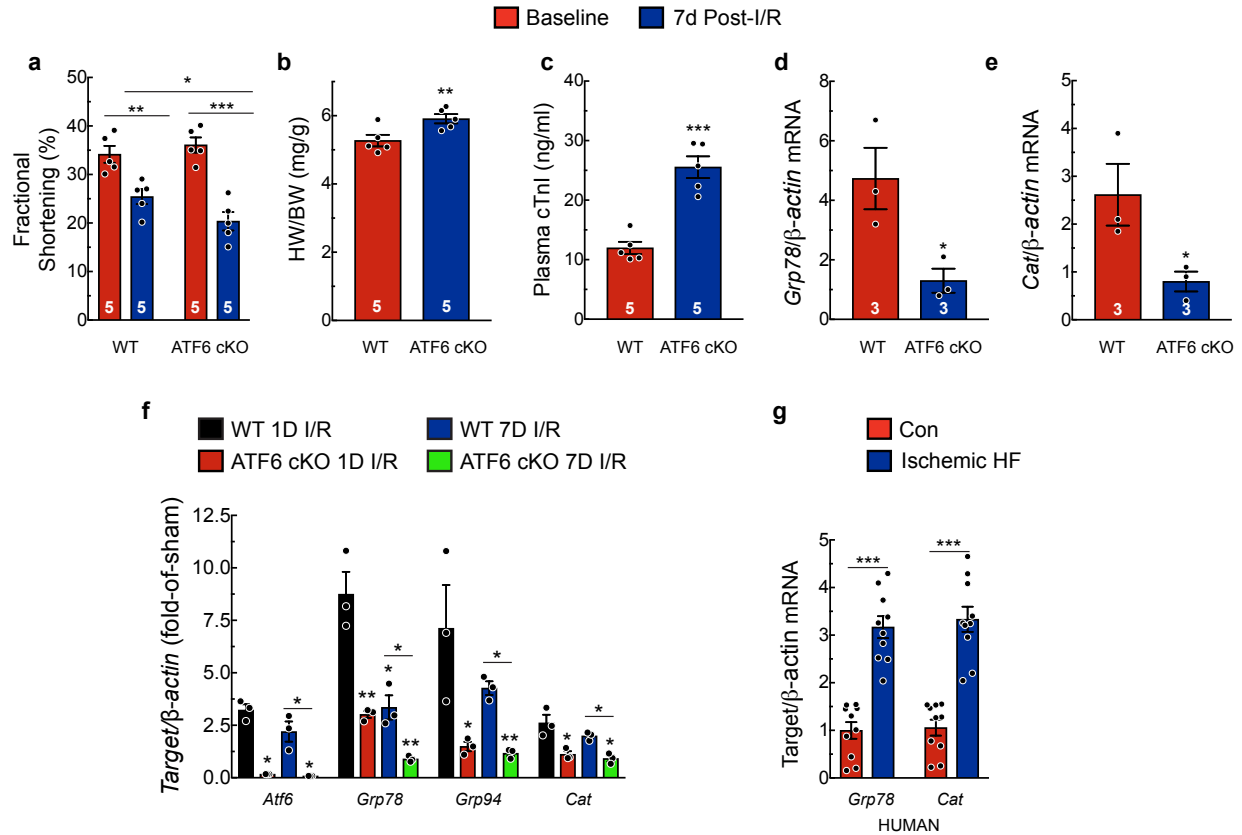 Baseline 7d Post-I/R
a
Fractional
Shortening (%)
50
40
30
20
10
0
*
**
***
5
5
5
5
WT
ATF6 cKO
b
HW/BW (mg/g)
8
6
4
2
0
**
5
5
WT
ATF6 cKO
c
Plasma cTnI (ng/ml)
40
30
20
10
0
***
5
5
WT
ATF6 cKO
d
Grp78/β-actin mRNA
8
6
4
2
0
*
3
3
WT
ATF6 cKO
e
Cat/β-actin mRNA
5
4
3
2
1
0
*
3
3
WT
ATF6 cKO
f
WT 1D I/R WT 7D I/R
ATF6 cKO 1D I/R ATF6 cKO 7D I/R
Target/β-actin (fold-of-sham)
12.5
10.0
7.5
5.0
2.5
0.0
*
*
*
**
*
*
**
*
*
**
*
*
*
Atf6
Grp78
Grp94
Cat
g
Con
Ischemic HF
Target/β-actin mRNA
5
4
3
2
1
0
***
***
Grp78
Cat
HUMAN